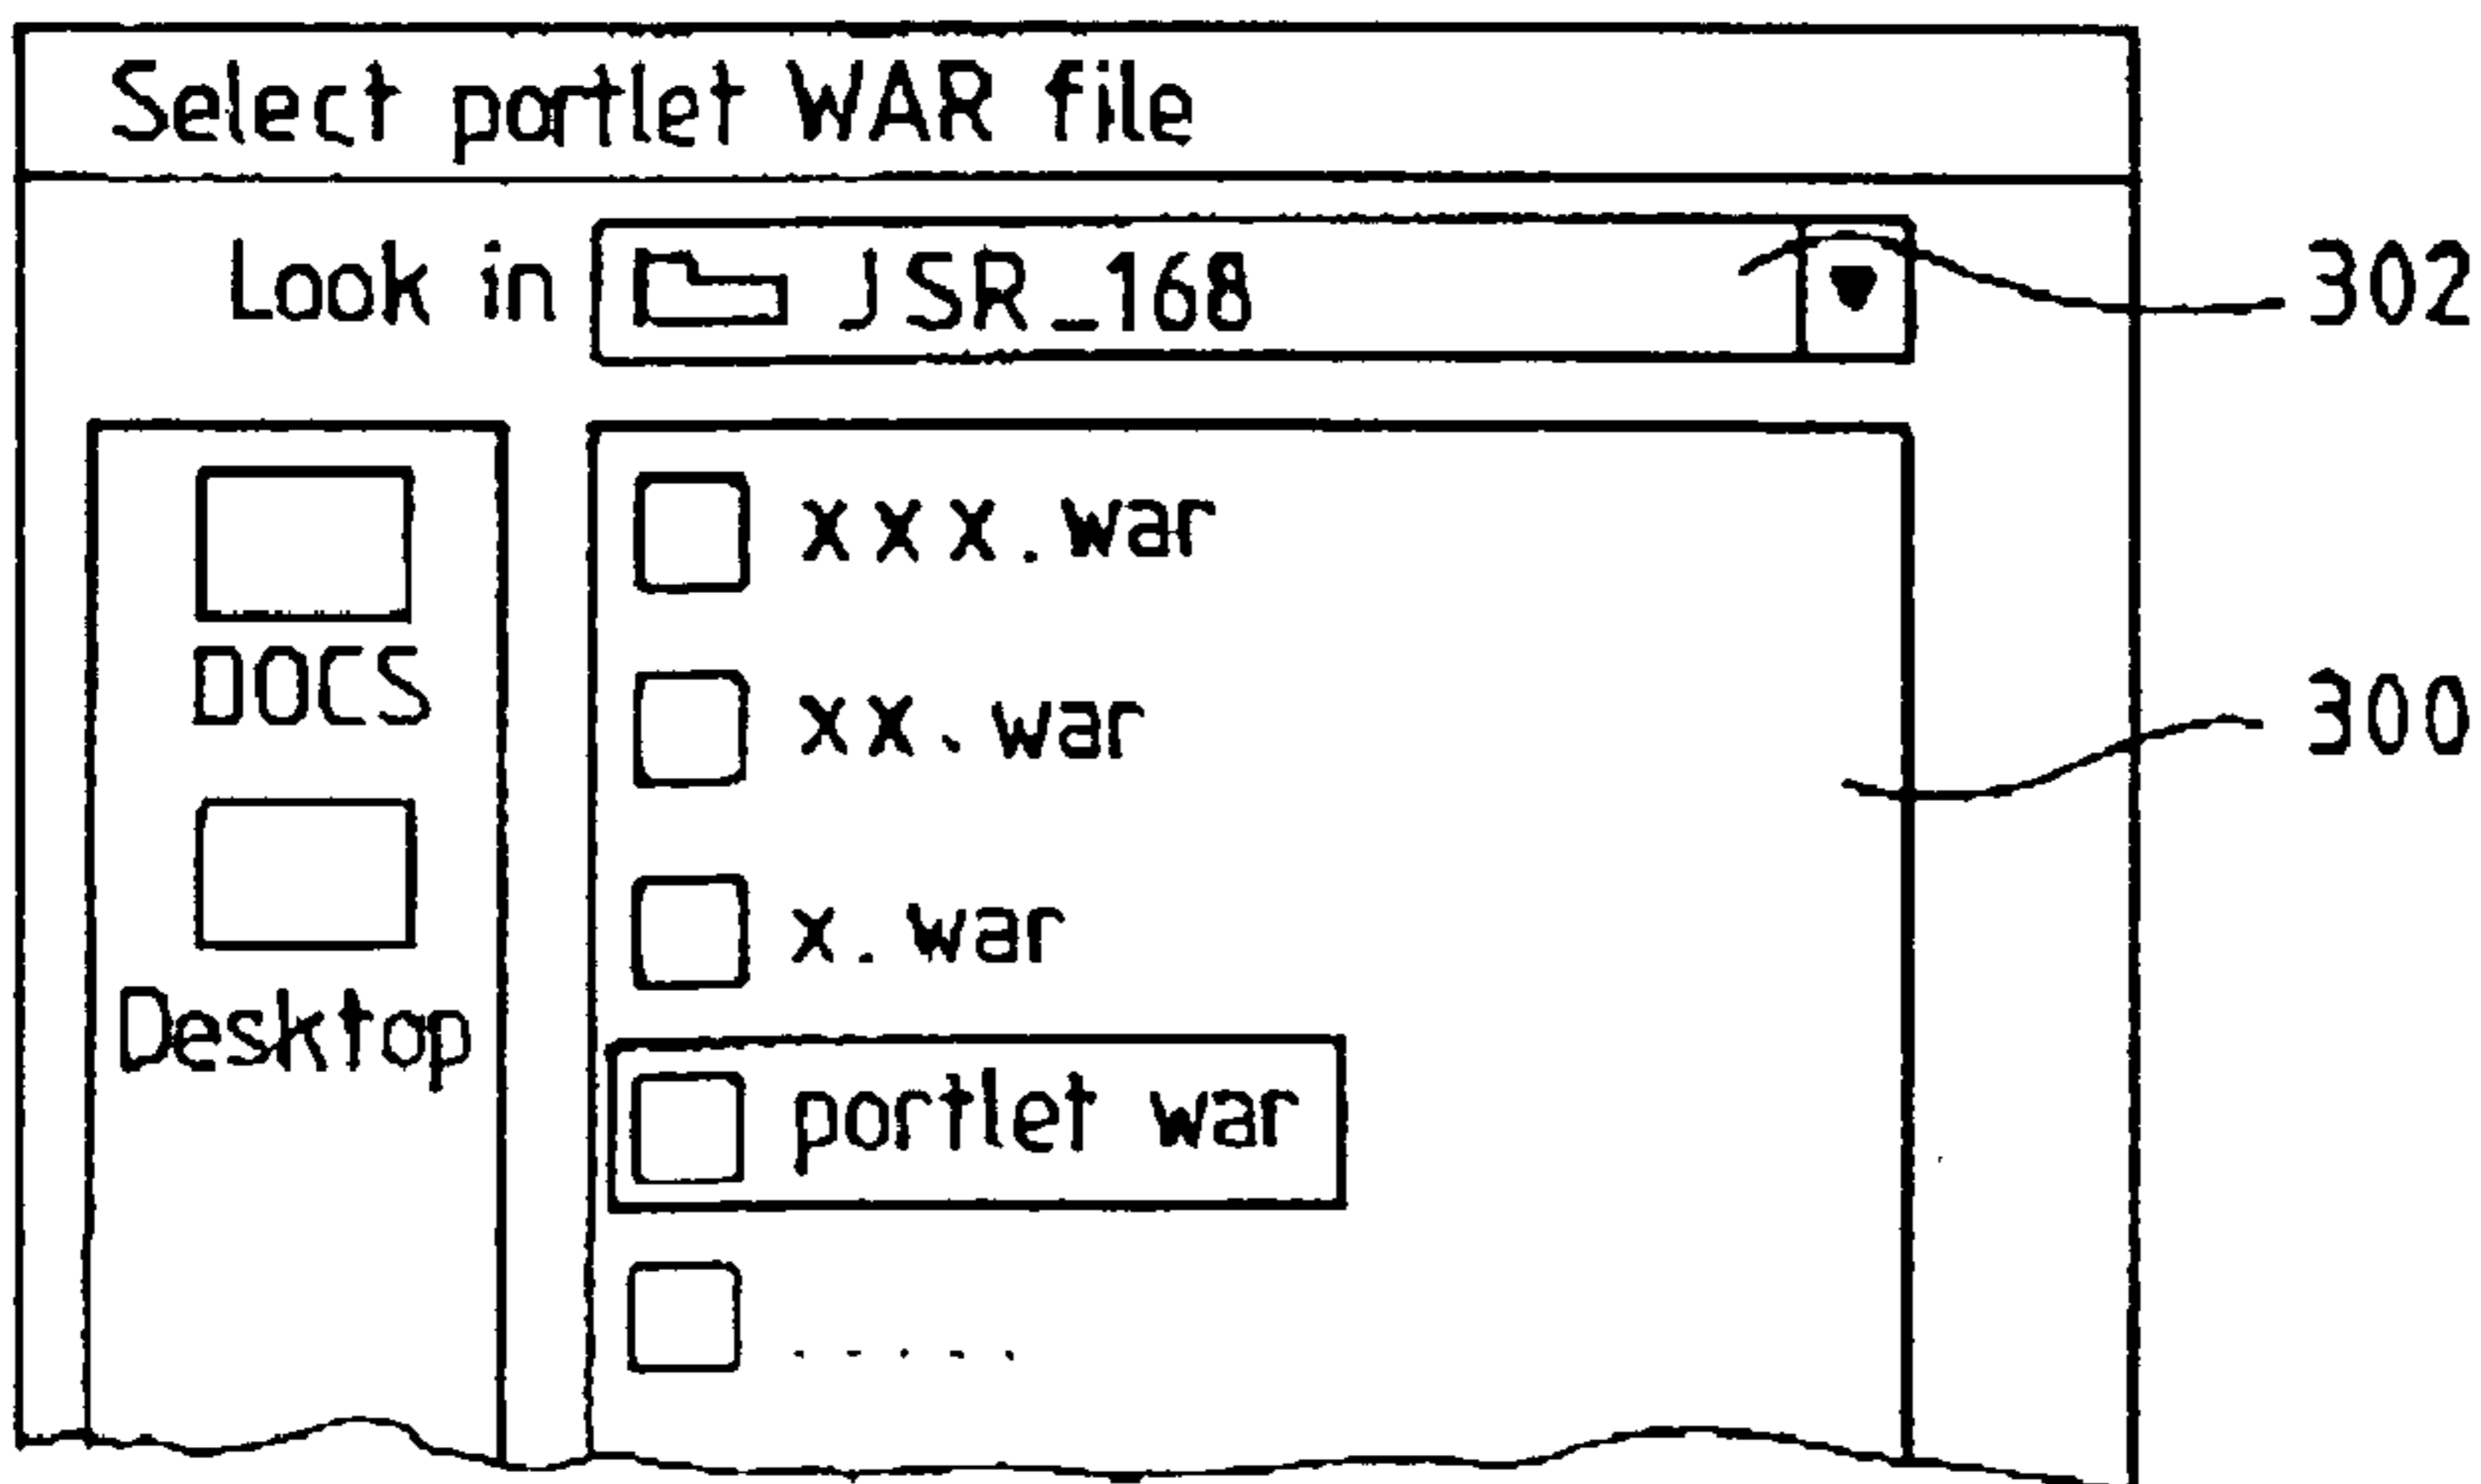 Select portlet WAR file
Look in JSR_168
302
xxx.war
DOCS
xx.war
300
x.war
Desktop
portlet war
.....